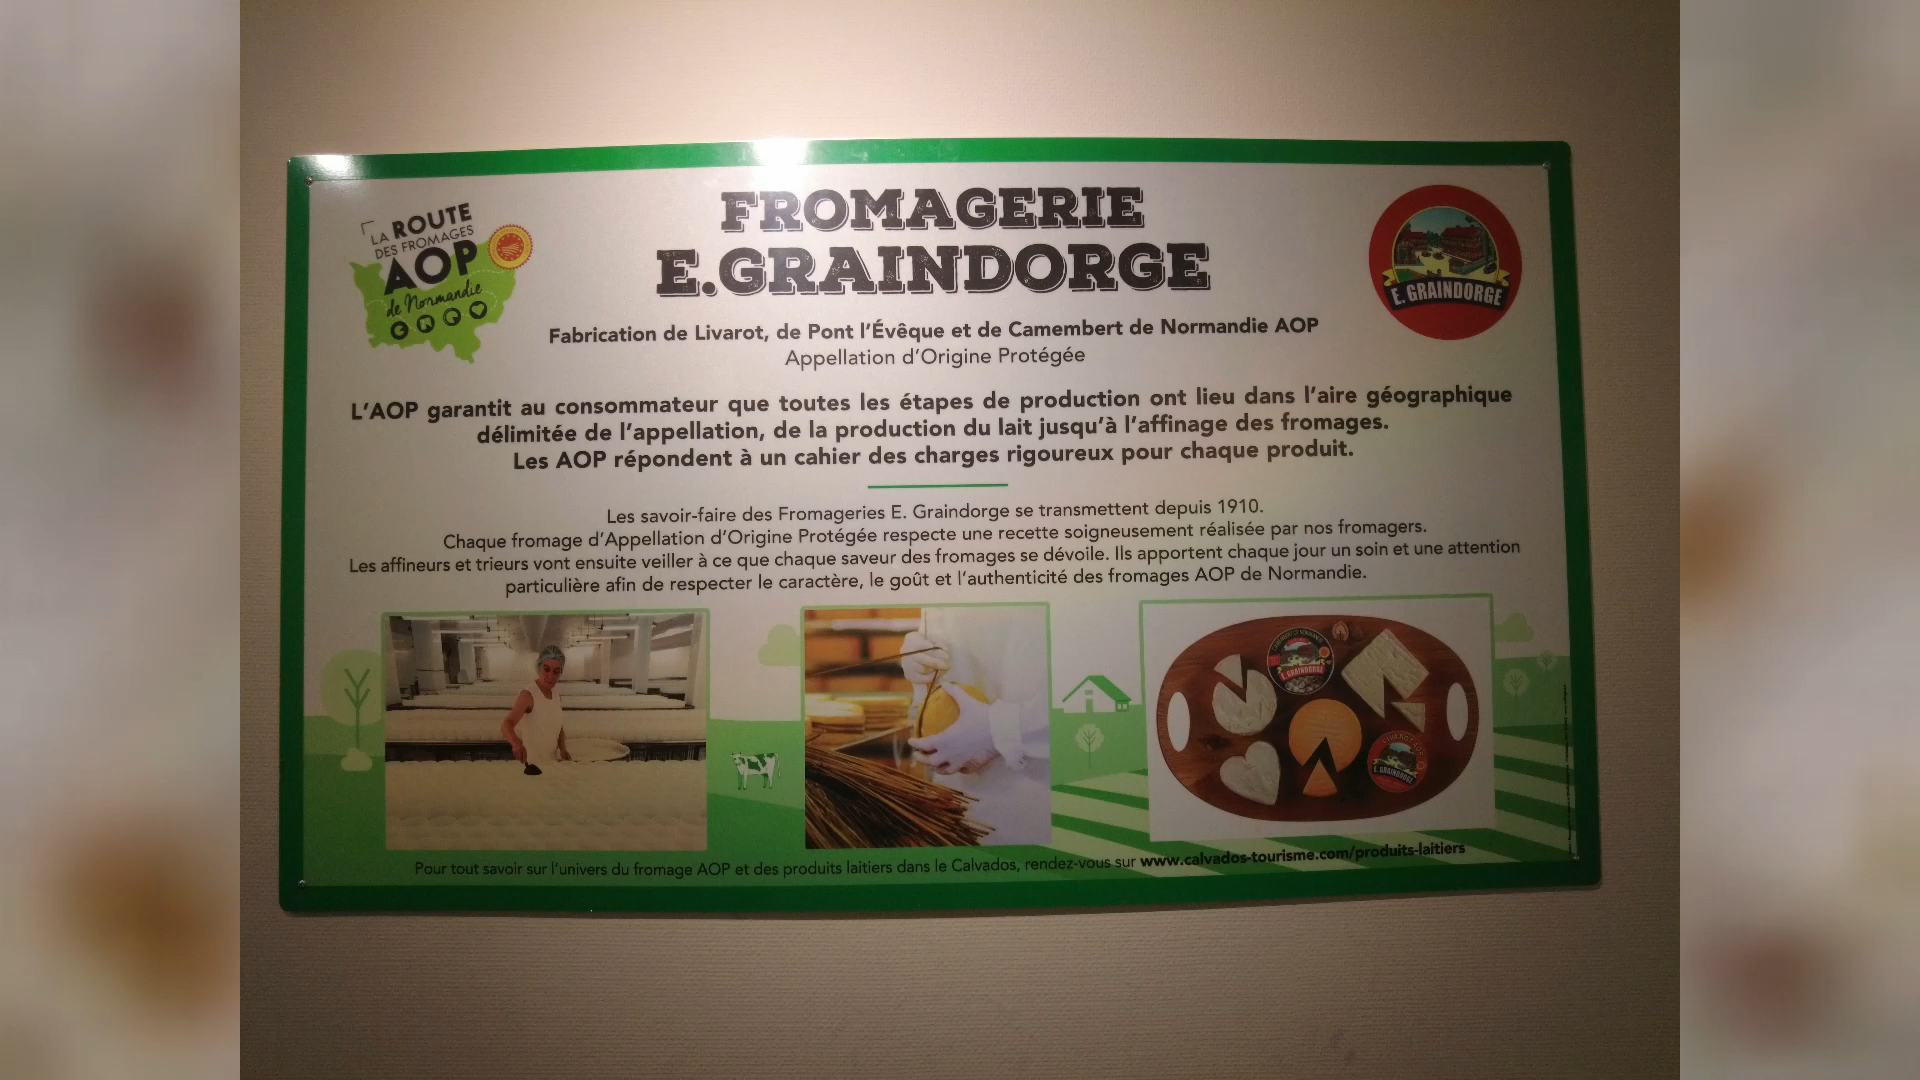 LA ROUTE
DES FROMAGES
AOP
de Normandie
FROMAGERIE
E.GRAINDORGE
E. GRAINDORGE
Fabrication de Livarot, de Pont l'Évêque et de Camembert de Normandie AOP
Appellation d'Origine Protégée
L'AOP garantit au consommateur que toutes les étapes de production ont lieu dans l'aire géographique
délimitée de l'appellation, de la production du lait jusqu'à l'affinage des fromages.
Les AOP répondent à un cahier des charges rigoureux pour chaque produit.
Les savoir-faire des Fromageries E. Graindorge se transmettent depuis 1910.
Chaque fromage d'Appellation d'Origine Protégée respecte une recette soigneusement réalisée par nos fromagers.
Les affineurs et trieurs vont ensuite veiller à ce que chaque saveur des fromages se dévoile. Ils apportent chaque jour un soin et une attention
particulière afin de respecter le caractère, le goût et l'authenticité des fromages AOP de Normandie.
CAMEMBERT DE NORMANDIE
E. GRAINDORGE
LIVAROT AOP
E. GRAINDORGE
Pour tout savoir sur l'univers du fromage AOP et des produits laitiers dans le Calvados, rendez-vous sur www.calvados-tourisme.com/produits-laitiers